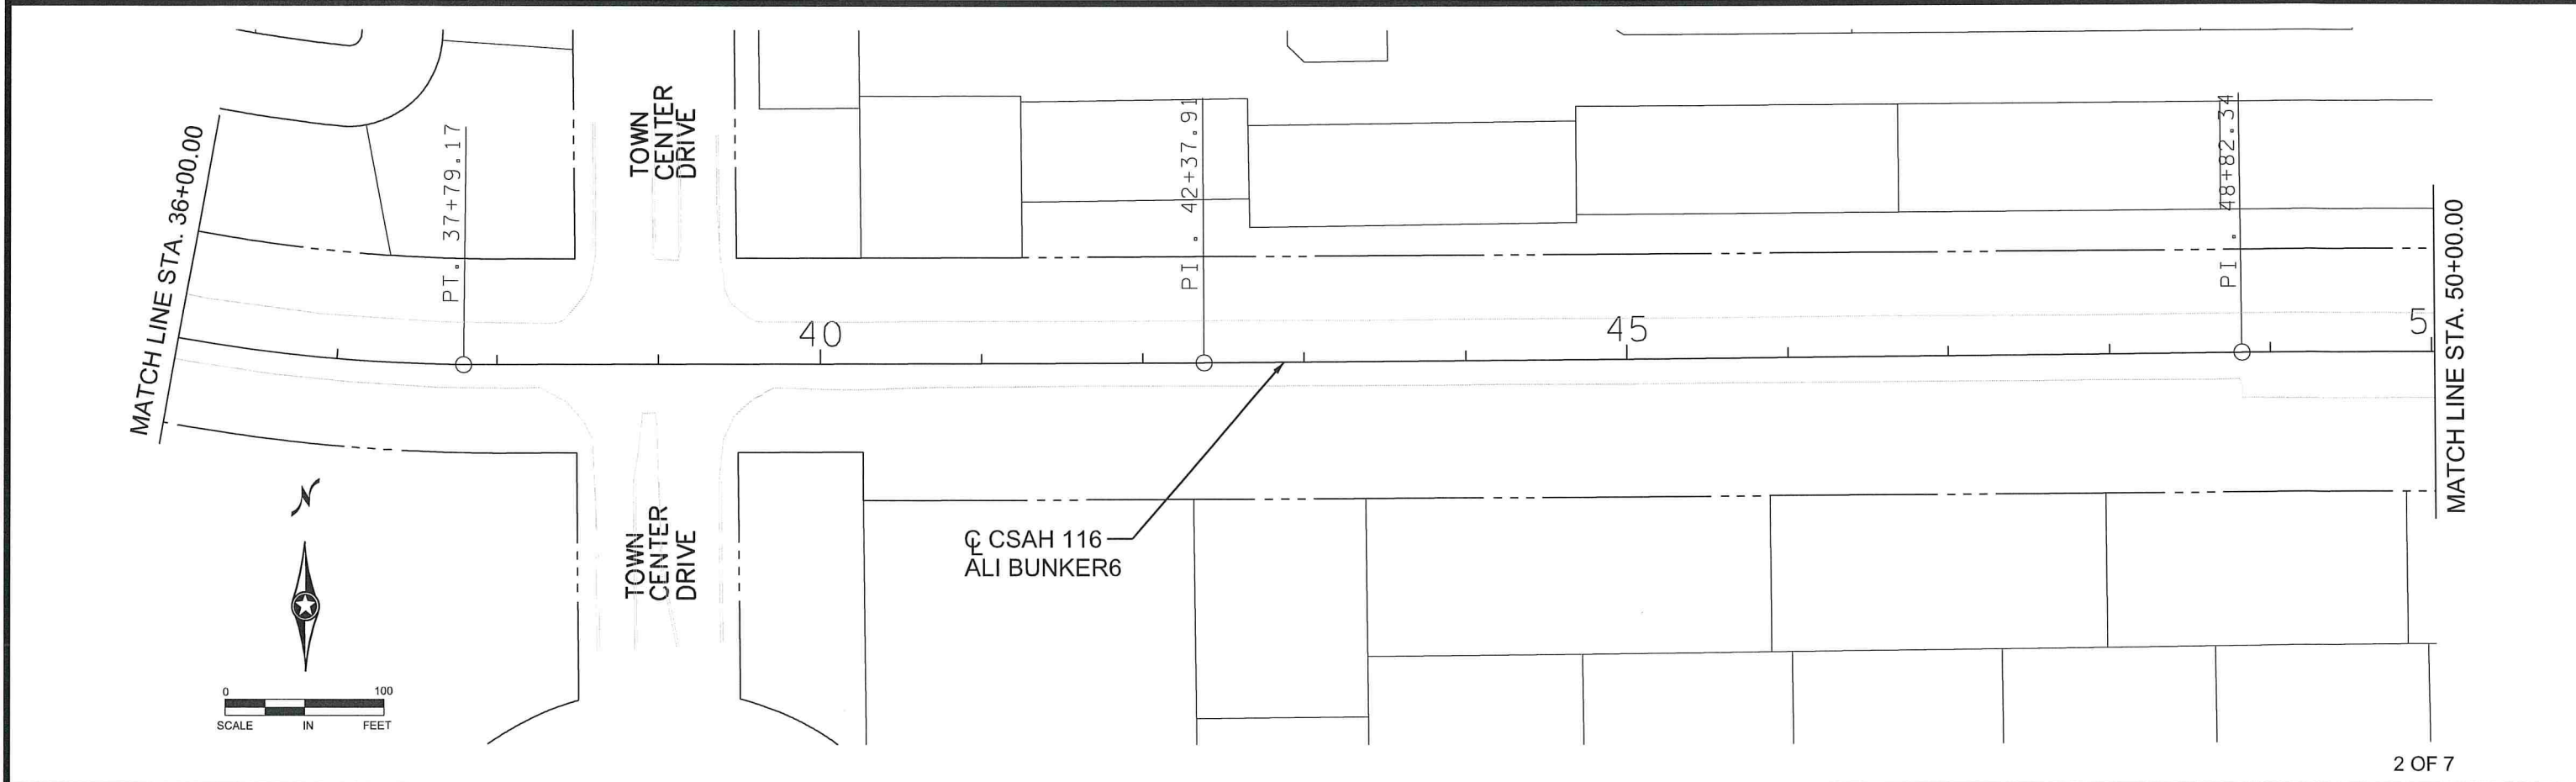 MATCH LINE STA. 36+00.00
PT. 37+79.17
TOWN
CENTER
DRIVE
PI. 42+37.91
PI. 48+82.34
MATCH LINE STA. 50+00.00
40
45
5
TOWN
CENTER
DRIVE
℄ CSAH 116
ALI BUNKER6
N
0 100
SCALE IN FEET
2 OF 7